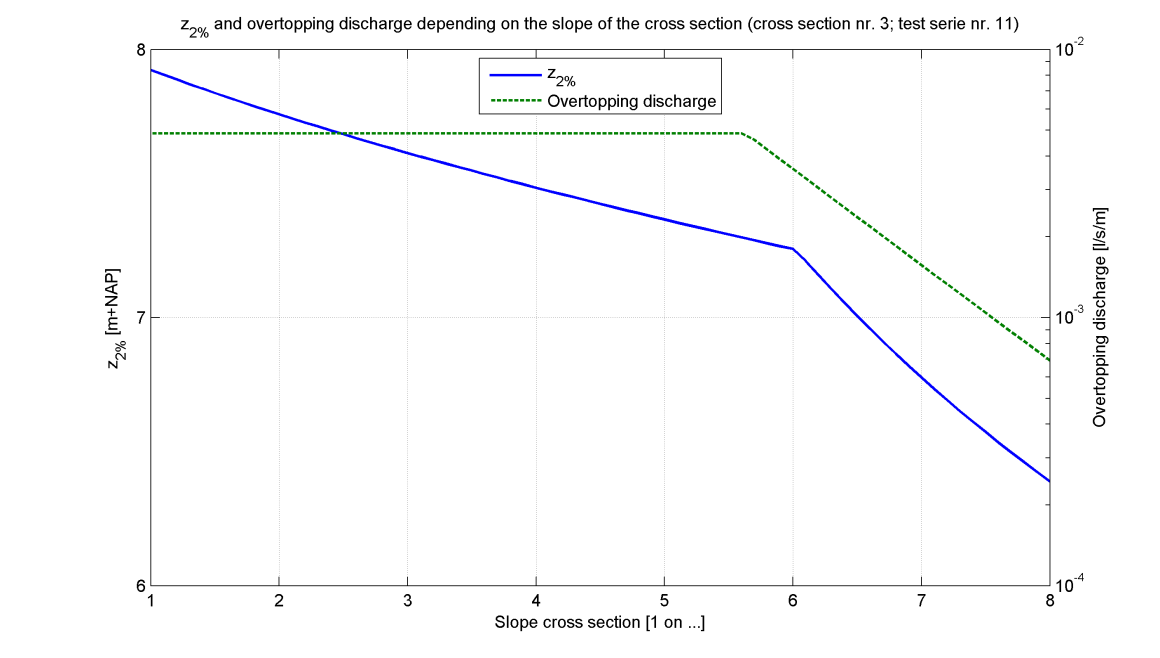 z2% and overtopping discharge depending on the slope of the cross section (cross section nr. 3; test serie nr. 11)
z2%
Overtopping discharge
8
7
6
z2% [m+NAP]
10-2
10-3
10-4
Overtopping discharge [l/s/m]
1 2 3 4 5 6 7 8
Slope cross section [1 on ...]